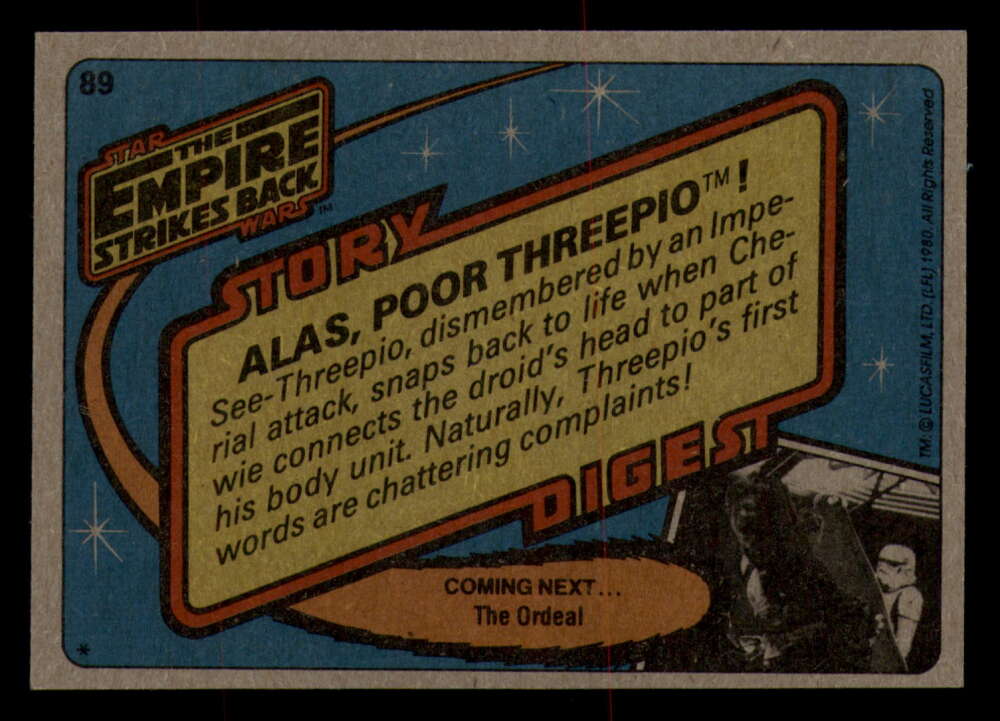 89
STAR
THE
EMPIRE
STRIKES BACK
WARS™
STORY
ALAS, POOR THREEPIO™!
See-Threepio, dismembered by an Impe-
rial attack, snaps back to life when Che-
wie connects the droid's head to part of
his body unit. Naturally, Threepio's first
words are chattering complaints!
DIGEST
COMING NEXT...
The Ordeal
*
TM: © LUCASFILM, LTD. (LFL) 1980. All Rights Reserved